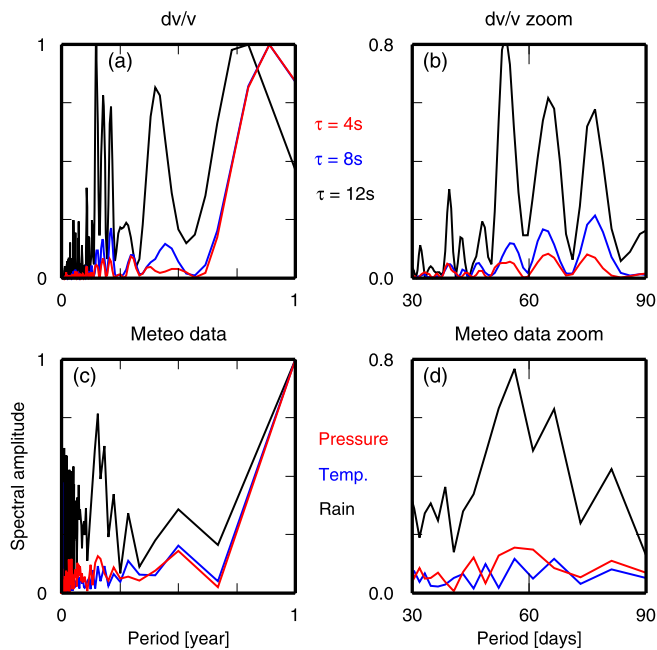 dv/v
dv/v zoom
1
(a)
0.8
(b)
τ = 4s
τ = 8s
τ = 12s
0
0.0
0
1
30
60
90
Meteo data
Meteo data zoom
1
(c)
0.8
(d)
Spectral amplitude
Pressure
Temp.
Rain
0
0.0
0
1
30
60
90
Period [year]
Period [days]